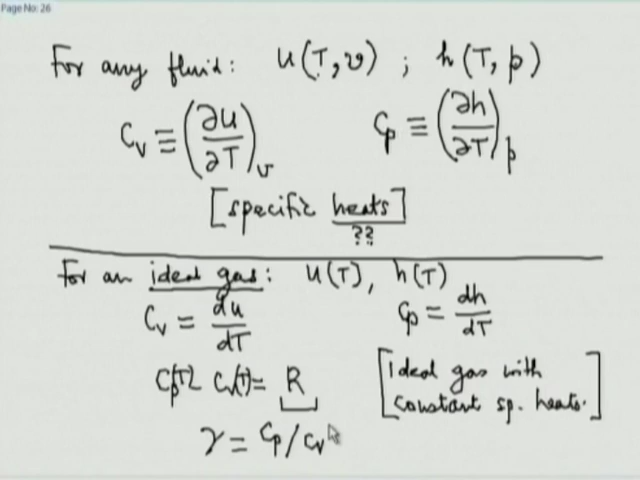 Page No: 26
For any fluid: u(T,v) ; h(T,p)
Cv ≡ (∂u/∂T)v Cp ≡ (∂h/∂T)p
[specific heats]
??
For an ideal gas: u(T), h(T)
Cv = du/dT Cp = dh/dT
Cp(T) - Cv(T) = R [Ideal gas with
constant sp. heats.]
γ = Cp/Cv